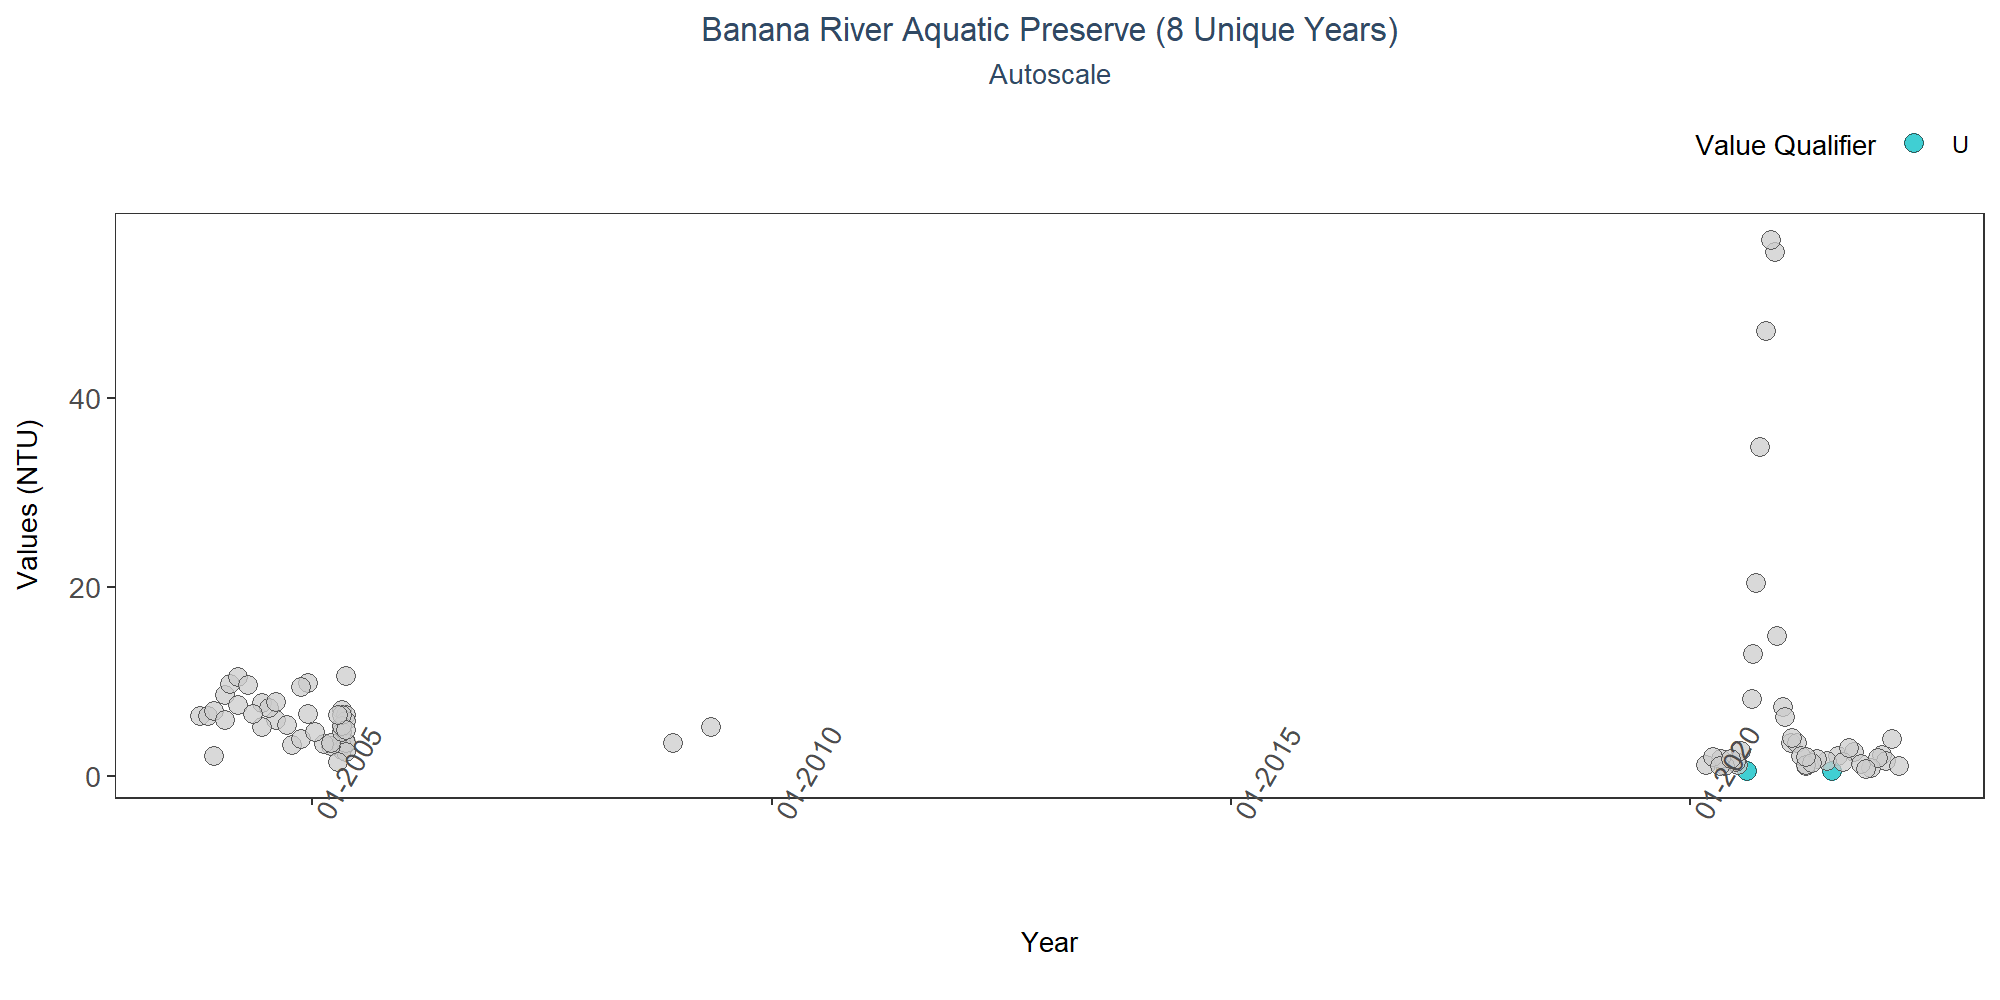 Banana River Aquatic Preserve (8 Unique Years)
Autoscale
Value Qualifier U
Values (NTU)
40
20
0
01-2005
01-2010
01-2015
01-2020
Year